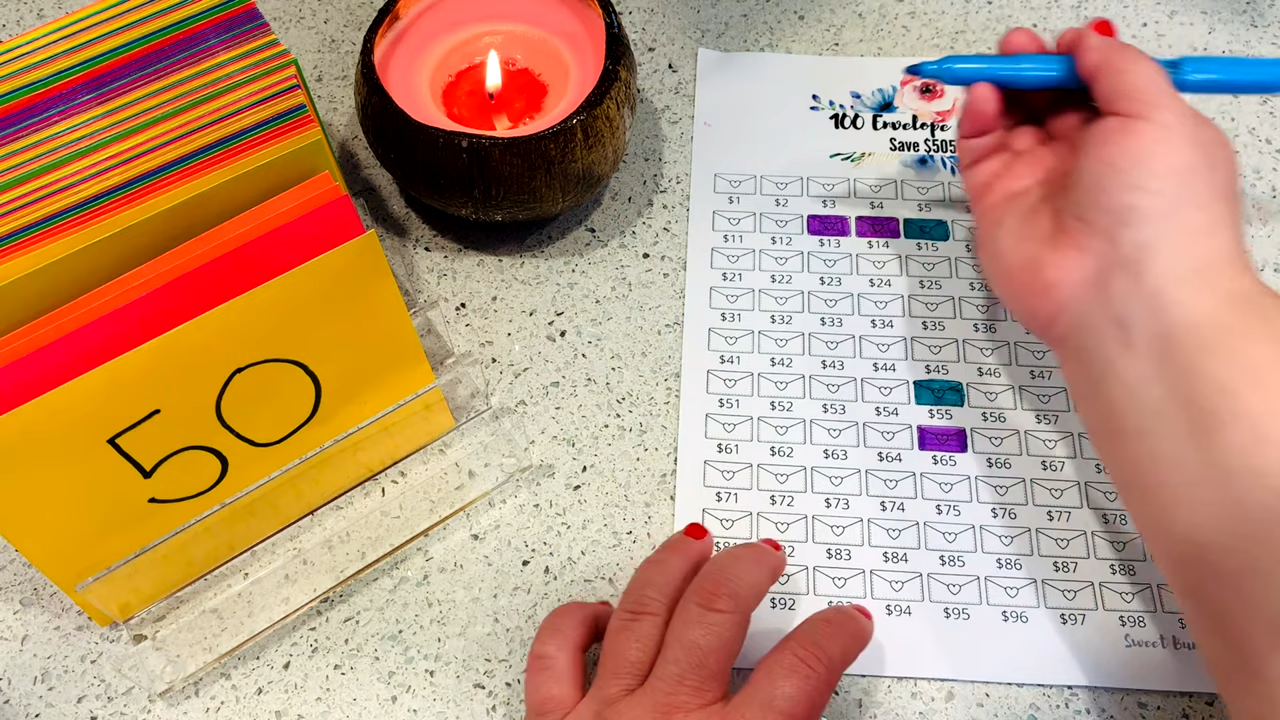 100 Envelope
Save $505
$1 $2 $3 $4 $5
$11 $12 $13 $14 $15
$21 $22 $23 $24 $25 $26
$31 $32 $33 $34 $35 $36
$41 $42 $43 $44 $45 $46 $47
$51 $52 $53 $54 $55 $56 $57
$61 $62 $63 $64 $65 $66 $67
$71 $72 $73 $74 $75 $76 $77 $78
$83 $84 $85 $86 $87 $88
$92 $94 $95 $96 $97 $98
Sweet
50